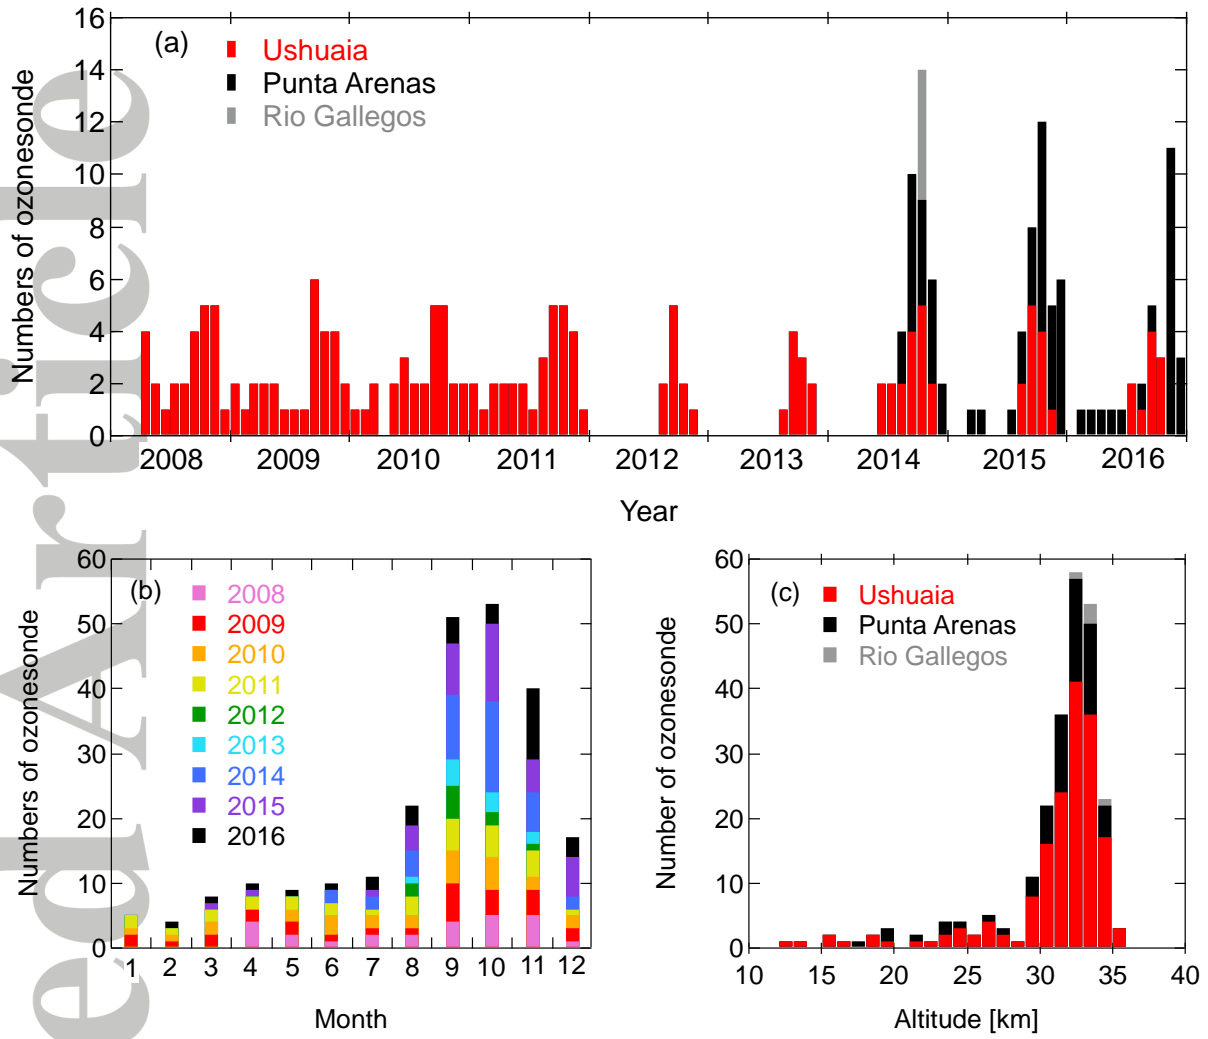 16
14
12
10
8
6
4
2
0
Numbers of ozonesonde
(a)
Ushuaia
Punta Arenas
Rio Gallegos
2008 2009 2010 2011 2012 2013 2014 2015 2016
Year
60
50
40
30
20
10
0
Numbers of ozonesonde
(b)
2008
2009
2010
2011
2012
2013
2014
2015
2016
1 2 3 4 5 6 7 8 9 10 11 12
Month
60
50
40
30
20
10
0
Number of ozonesonde
(c)
Ushuaia
Punta Arenas
Rio Gallegos
10 15 20 25 30 35 40
Altitude [km]
ed Article